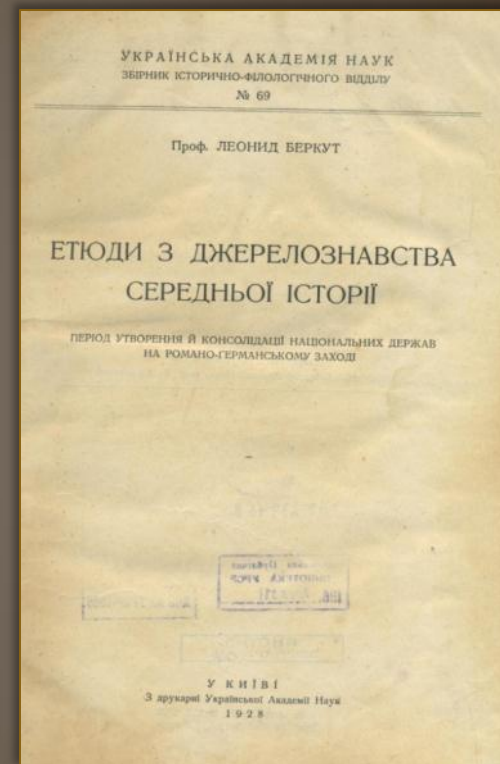 УКРАЇНСЬКА АКАДЕМІЯ НАУК
ЗБІРНИК ІСТОРИЧНО-ФІЛОЛОГІЧНОГО ВІДДІЛУ
№ 69
Проф. ЛЕОНИД БЕРКУТ
ЕТЮДИ З ДЖЕРЕЛОЗНАВСТВА
СЕРЕДНЬОЇ ІСТОРІЇ
ПЕРІОД УТВОРЕННЯ Й КОНСОЛІДАЦІЇ НАЦІОНАЛЬНИХ ДЕРЖАВ
НА РОМАНО-ГЕРМАНСЬКОМУ ЗАХОДІ
У КИЇВІ
З друкарні Української Академії Наук
1928